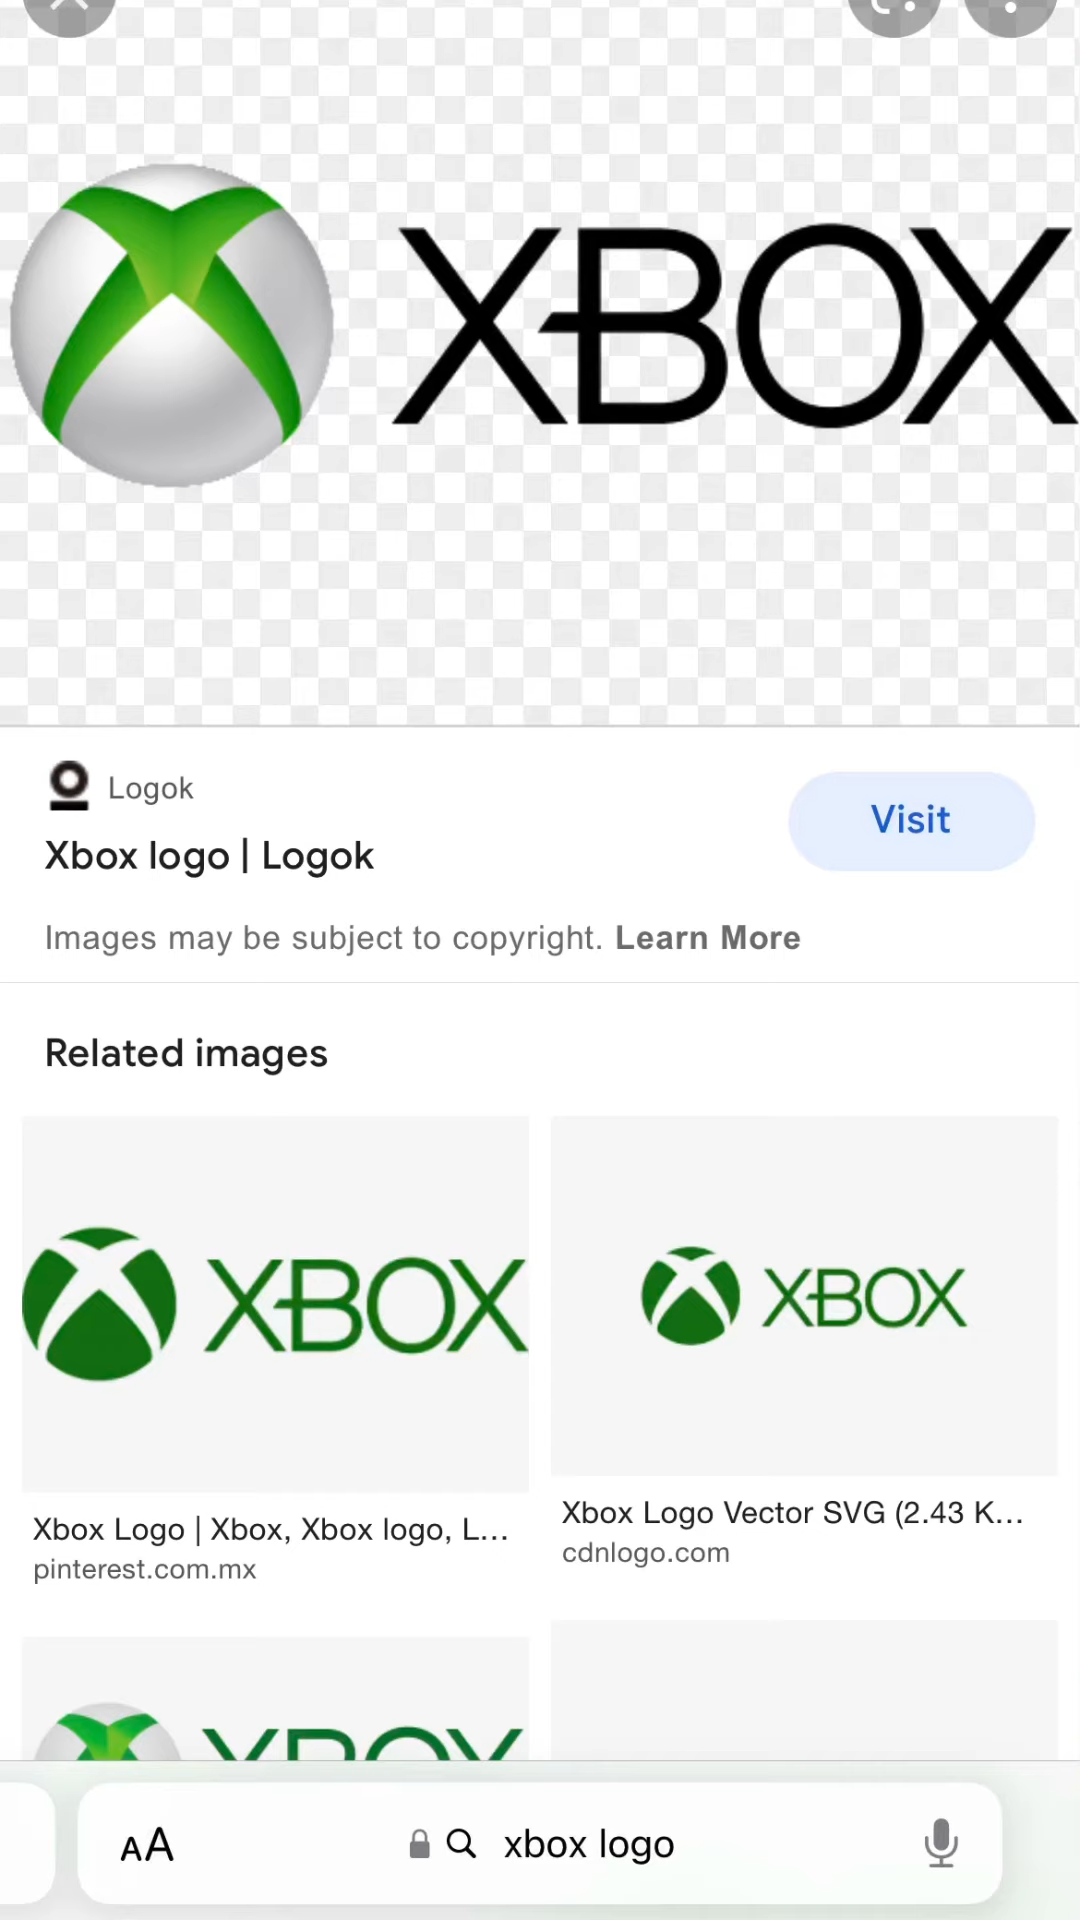 XBOX
Logok
Xbox logo | Logok
Visit
Images may be subject to copyright. Learn More
Related images
XBOX
XBOX
Xbox Logo | Xbox, Xbox logo, L...
pinterest.com.mx
Xbox Logo Vector SVG (2.43 K...
cdnlogo.com
XBOX
AA
xbox logo